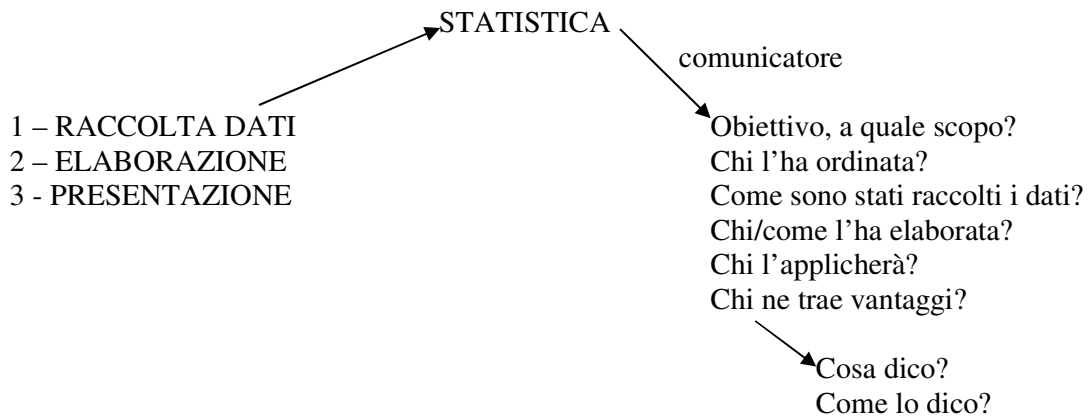 STATISTICA
comunicatore
1 – RACCOLTA DATI
2 – ELABORAZIONE
3 - PRESENTAZIONE
Obiettivo, a quale scopo?
Chi l’ha ordinata?
Come sono stati raccolti i dati?
Chi/come l’ha elaborata?
Chi l’applicherà?
Chi ne trae vantaggi?
Cosa dico?
Come lo dico?